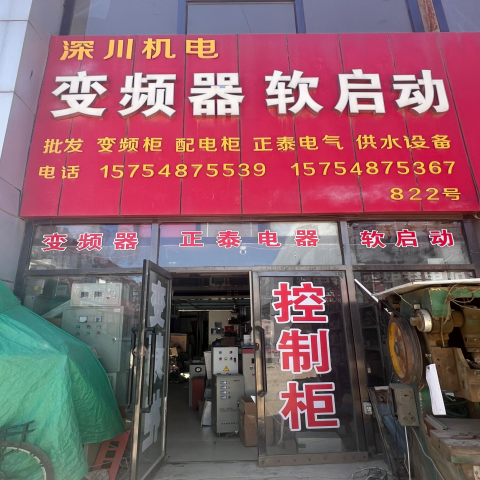 深川机电
变频器 软启动
批发 变频柜 配电柜 正泰电气 供水设备
电话 15754875539 15754875367
822号
变频器 正泰电器 软启动
控制柜